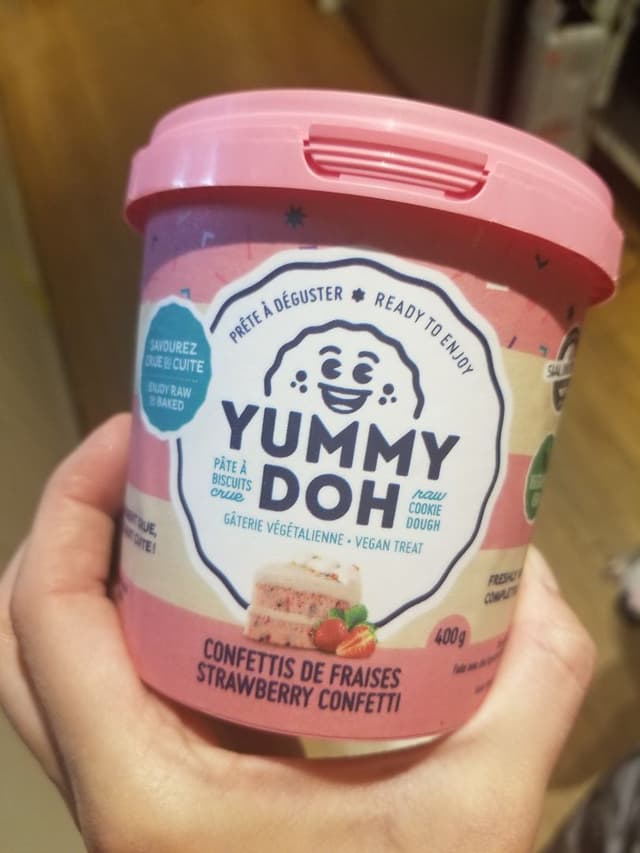 PRÊTE À DÉGUSTER ✸ READY TO ENJOY
SAVOUREZ
CRUE OU CUITE
ENJOY RAW
OR BAKED
YUMMY
DOH
PÂTE À
BISCUITS
crue
raw
COOKIE
DOUGH
GÂTERIE VÉGÉTALIENNE • VEGAN TREAT
FRESHLY
400g
CONFETTIS DE FRAISES
STRAWBERRY CONFETTI